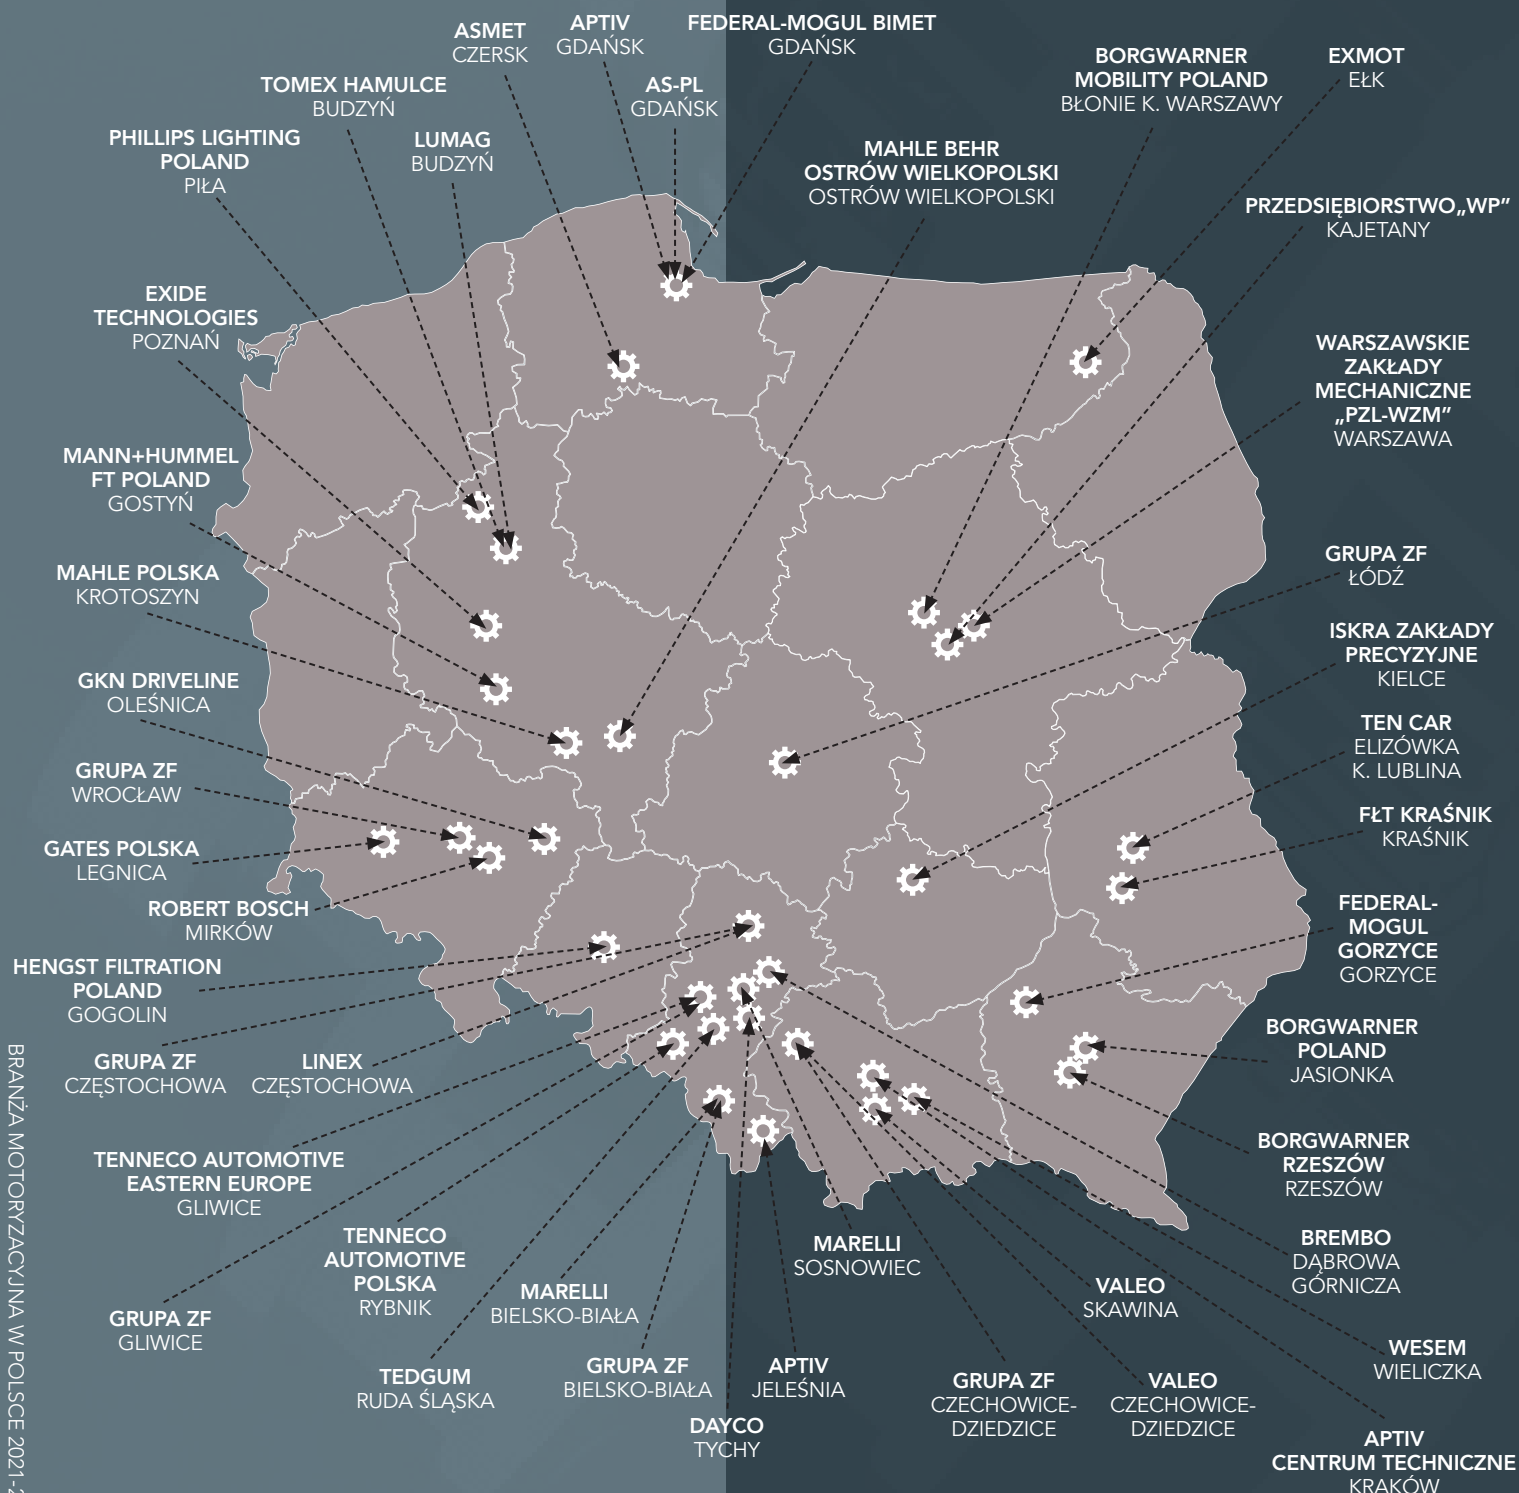 ASMET
CZERSK
APTIV
GDAŃSK
FEDERAL-MOGUL BIMET
GDAŃSK
BORGWARNER
MOBILITY POLAND
BŁONIE K. WARSZAWY
EXMOT
EŁK
TOMEX HAMULCE
BUDZYŃ
AS-PL
GDAŃSK
PHILLIPS LIGHTING
POLAND
PIŁA
LUMAG
BUDZYŃ
MAHLE BEHR
OSTRÓW WIELKOPOLSKI
OSTRÓW WIELKOPOLSKI
PRZEDSIĘBIORSTWO„WP”
KAJETANY
EXIDE
TECHNOLOGIES
POZNAŃ
WARSZAWSKIE
ZAKŁADY
MECHANICZNE
„PZL-WZM”
WARSZAWA
MANN+HUMMEL
FT POLAND
GOSTYŃ
GRUPA ZF
ŁÓDŹ
MAHLE POLSKA
KROTOSZYN
ISKRA ZAKŁADY
PRECYZYJNE
KIELCE
GKN DRIVELINE
OLEŚNICA
TEN CAR
ELIZÓWKA
K. LUBLINA
GRUPA ZF
WROCŁAW
FŁT KRAŚNIK
KRAŚNIK
GATES POLSKA
LEGNICA
ROBERT BOSCH
MIRKÓW
FEDERAL-
MOGUL
GORZYCE
GORZYCE
HENGST FILTRATION
POLAND
GOGOLIN
BORGWARNER
POLAND
JASIONKA
GRUPA ZF
CZĘSTOCHOWA
LINEX
CZĘSTOCHOWA
BORGWARNER
RZESZÓW
RZESZÓW
TENNECO AUTOMOTIVE
EASTERN EUROPE
GLIWICE
TENNECO
AUTOMOTIVE
POLSKA
RYBNIK
MARELLI
SOSNOWIEC
BREMBO
DĄBROWA
GÓRNICZA
MARELLI
BIELSKO-BIAŁA
VALEO
SKAWINA
GRUPA ZF
GLIWICE
WESEM
WIELICZKA
TEDGUM
RUDA ŚLĄSKA
GRUPA ZF
BIELSKO-BIAŁA
APTIV
JELEŚNIA
GRUPA ZF
CZECHOWICE-
DZIEDZICE
VALEO
CZECHOWICE-
DZIEDZICE
DAYCO
TYCHY
APTIV
CENTRUM TECHNICZNE
KRAKÓW
BRANŻA MOTORYZACYJNA W POLSCE 2021-